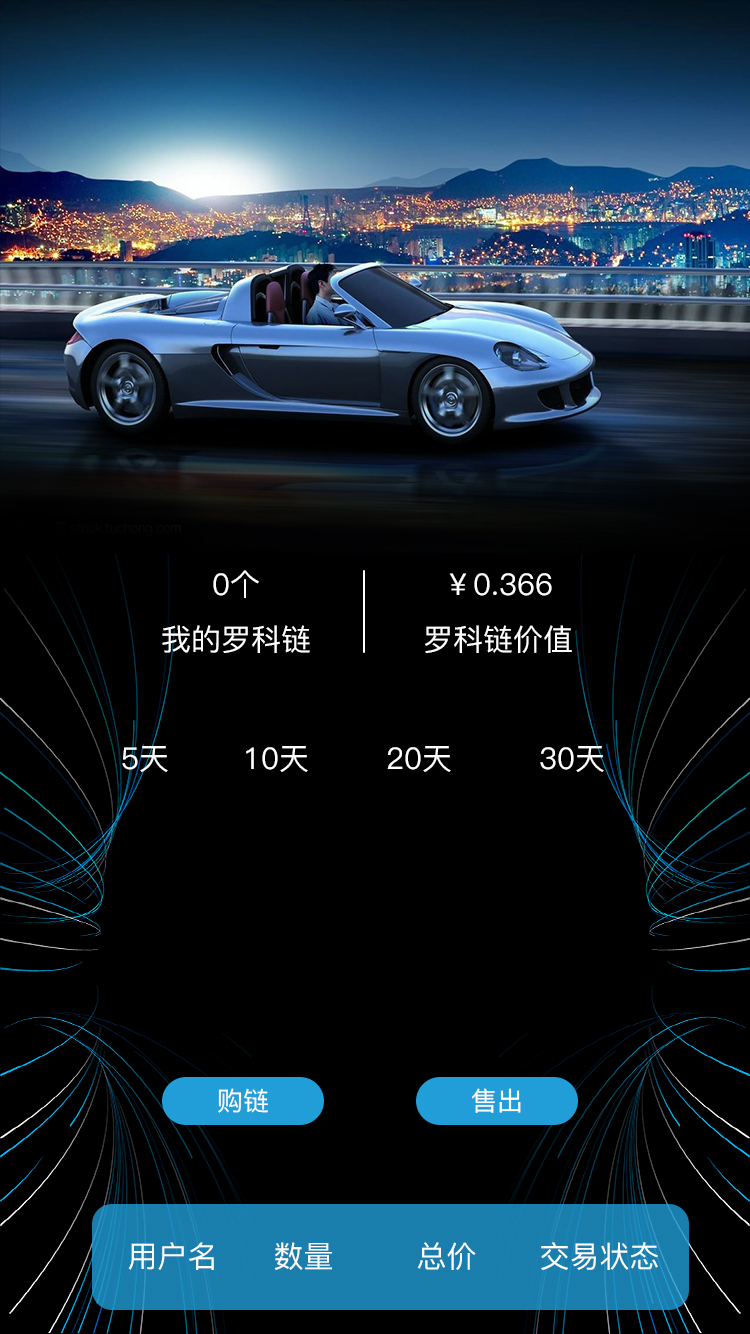 0个
¥0.366
我的罗科链
罗科链价值
5天 10天 20天 30天
购链 售出
用户名 数量 总价 交易状态